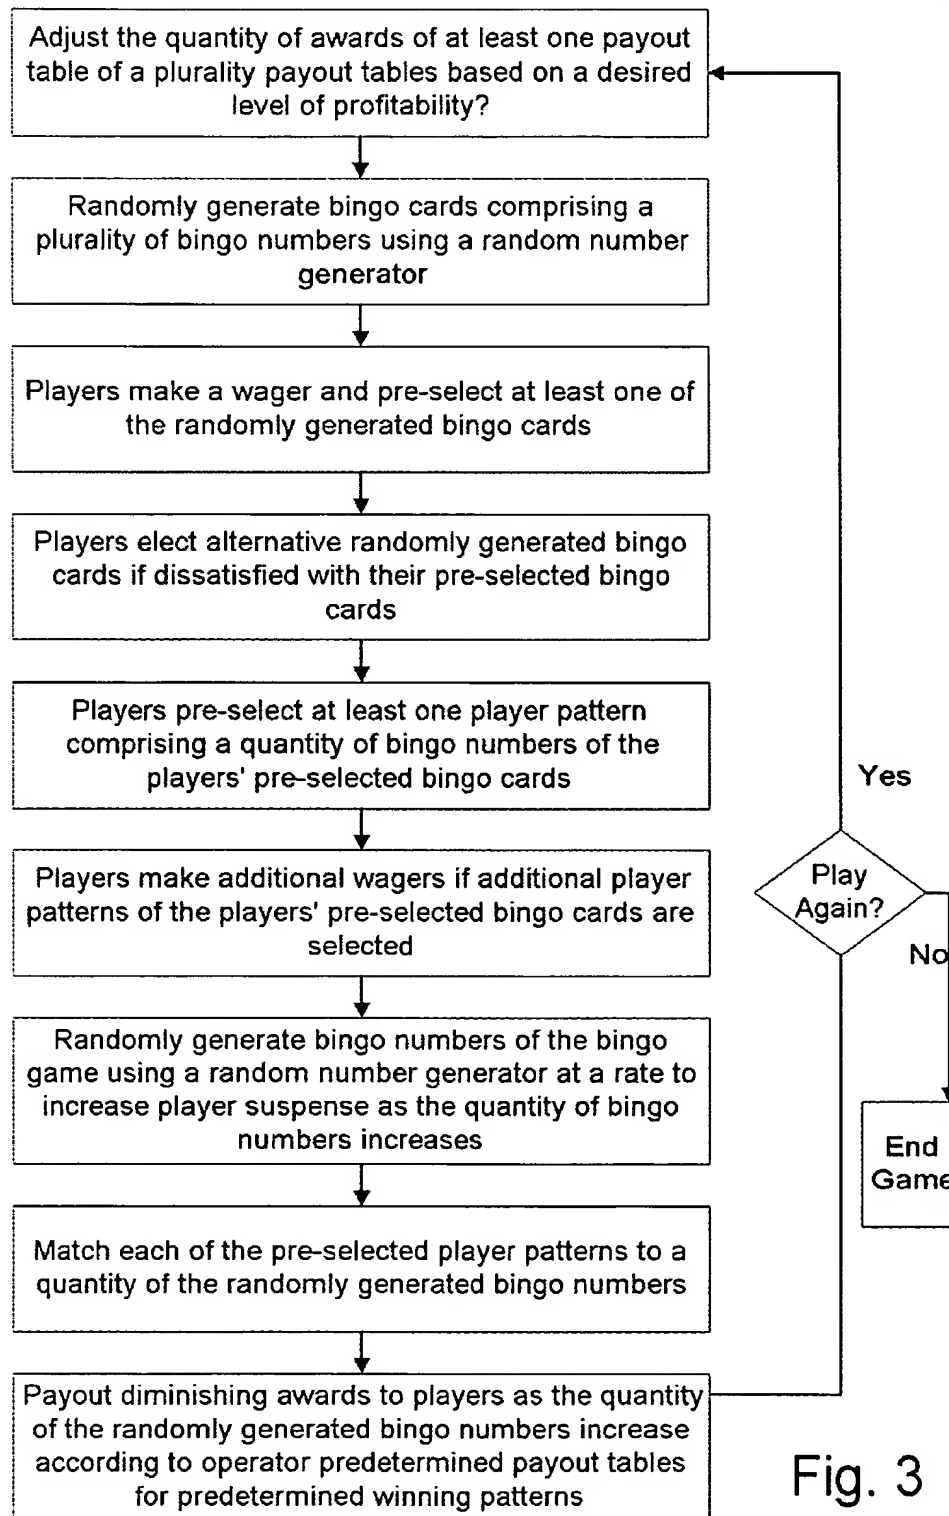 Adjust the quantity of awards of at least one payout
table of a plurality payout tables based on a desired
level of profitability?
Randomly generate bingo cards comprising a
plurality of bingo numbers using a random number
generator
Players make a wager and pre-select at least one of
the randomly generated bingo cards
Players elect alternative randomly generated bingo
cards if dissatisfied with their pre-selected bingo
cards
Players pre-select at least one player pattern
comprising a quantity of bingo numbers of the
players' pre-selected bingo cards
Players make additional wagers if additional player
patterns of the players' pre-selected bingo cards are
selected
Randomly generate bingo numbers of the bingo
game using a random number generator at a rate to
increase player suspense as the quantity of bingo
numbers increases
Match each of the pre-selected player patterns to a
quantity of the randomly generated bingo numbers
Payout diminishing awards to players as the quantity
of the randomly generated bingo numbers increase
according to operator predetermined payout tables
for predetermined winning patterns
Yes
Play
Again?
No
End
Game
Fig. 3